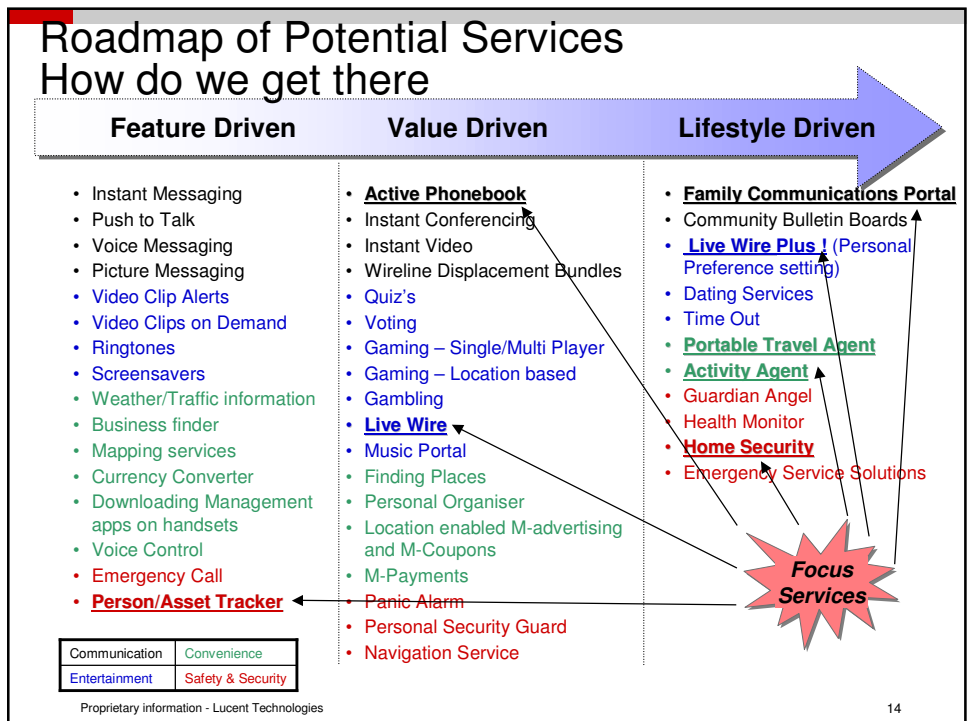 Roadmap of Potential Services
How do we get there
Feature Driven
Value Driven
Lifestyle Driven
• Instant Messaging
• Push to Talk
• Voice Messaging
• Picture Messaging
• Video Clip Alerts
• Video Clips on Demand
• Ringtones
• Screensavers
• Weather/Traffic information
• Business finder
• Mapping services
• Currency Converter
• Downloading Management
apps on handsets
• Voice Control
• Emergency Call
• Person/Asset Tracker
• Active Phonebook
• Instant Conferencing
• Instant Video
• Wireline Displacement Bundles
• Quiz's
• Voting
• Gaming – Single/Multi Player
• Gaming – Location based
• Gambling
• Live Wire
• Music Portal
• Finding Places
• Personal Organiser
• Location enabled M-advertising
and M-Coupons
• M-Payments
• Panic Alarm
• Personal Security Guard
• Navigation Service
• Family Communications Portal
• Community Bulletin Boards
• Live Wire Plus ! (Personal
Preference setting)
• Dating Services
• Time Out
• Portable Travel Agent
• Activity Agent
• Guardian Angel
• Health Monitor
• Home Security
• Emergency Service Solutions
Focus
Services
Communication
Convenience
Entertainment
Safety & Security
Proprietary information - Lucent Technologies
14